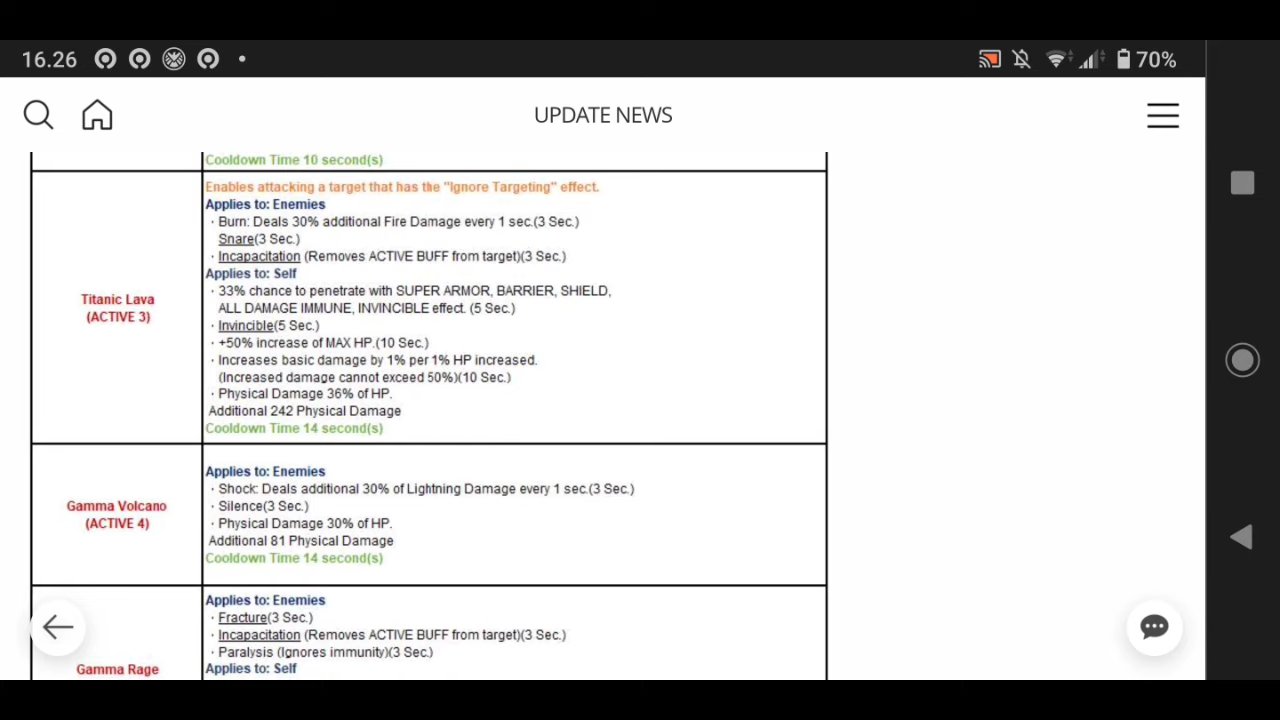 16.26
70%
UPDATE NEWS
Cooldown Time 10 second(s)
Titanic Lava
(ACTIVE 3)
Enables attacking a target that has the "Ignore Targeting" effect.
Applies to: Enemies
· Burn: Deals 30% additional Fire Damage every 1 sec.(3 Sec.)
Snare(3 Sec.)
· Incapacitation (Removes ACTIVE BUFF from target)(3 Sec.)
Applies to: Self
· 33% chance to penetrate with SUPER ARMOR, BARRIER, SHIELD,
ALL DAMAGE IMMUNE, INVINCIBLE effect. (5 Sec.)
· Invincible(5 Sec.)
· +50% increase of MAX HP.(10 Sec.)
· Increases basic damage by 1% per 1% HP increased.
(Increased damage cannot exceed 50%)(10 Sec.)
· Physical Damage 36% of HP.
Additional 242 Physical Damage
Cooldown Time 14 second(s)
Gamma Volcano
(ACTIVE 4)
Applies to: Enemies
· Shock: Deals additional 30% of Lightning Damage every 1 sec.(3 Sec.)
· Silence(3 Sec.)
· Physical Damage 30% of HP.
Additional 81 Physical Damage
Cooldown Time 14 second(s)
Gamma Rage
Applies to: Enemies
· Fracture(3 Sec.)
· Incapacitation (Removes ACTIVE BUFF from target)(3 Sec.)
· Paralysis (Ignores immunity)(3 Sec.)
Applies to: Self